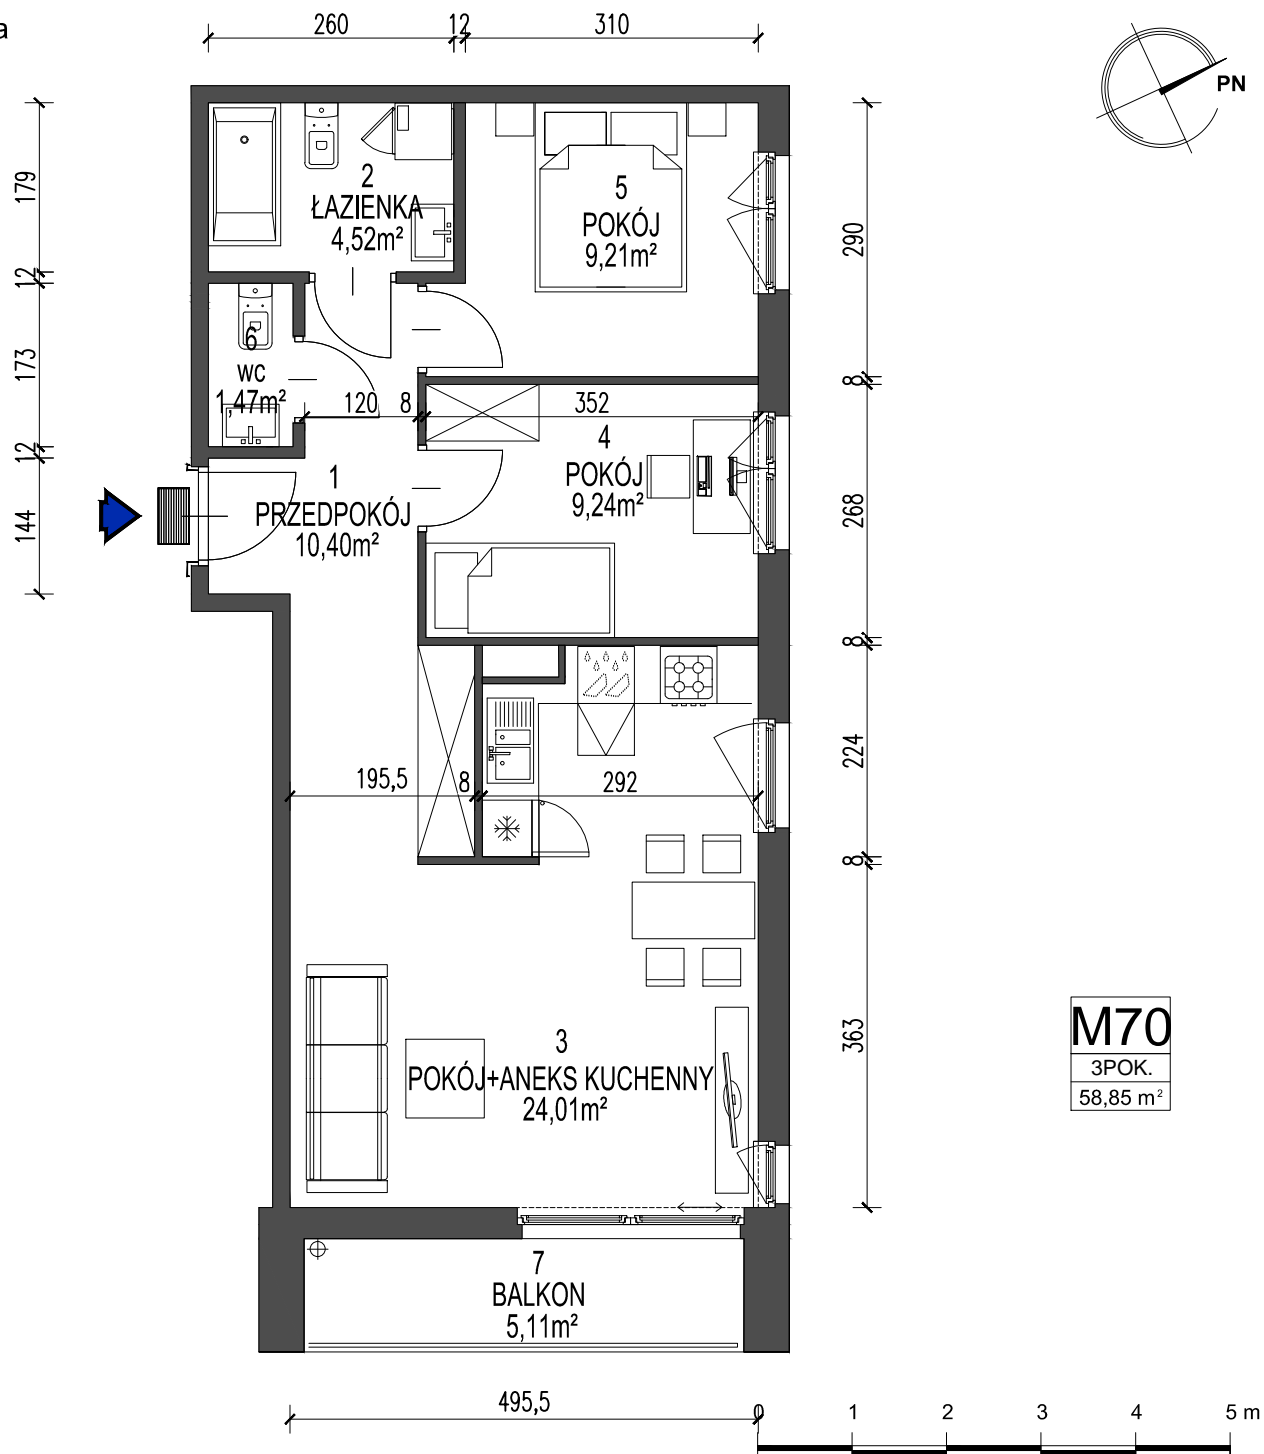 a
260
12
310
PN
179
12
173
12
144
2
ŁAZIENKA
4,52m²
5
POKÓJ
9,21m²
290
8
268
8
224
8
363
6
WC
1,47m²
120
8
352
4
POKÓJ
9,24m²
1
PRZEDPOKÓJ
10,40m²
195,5
8
292
3
POKÓJ+ANEKS KUCHENNY
24,01m²
M70
3POK.
58,85 m²
7
BALKON
5,11m²
495,5
0 1 2 3 4 5 m